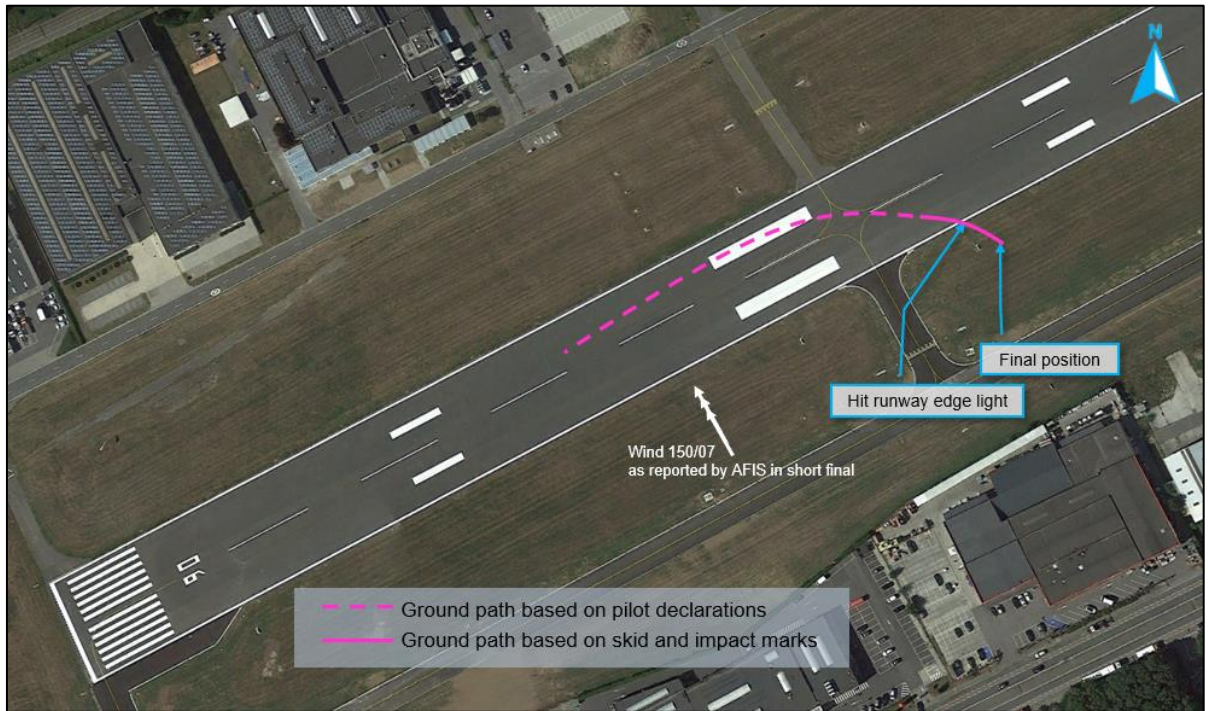 N
Final position
Hit runway edge light
Wind 150/07
as reported by AFIS in short final
06
Ground path based on pilot declarations
Ground path based on skid and impact marks